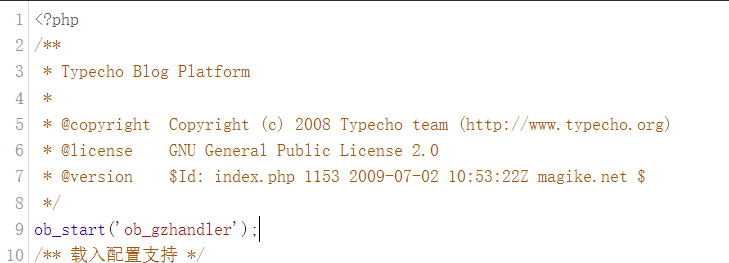 1 <?php
2 /**
3  * Typecho Blog Platform
4  *
5  * @copyright  Copyright (c) 2008 Typecho team (http://www.typecho.org)
6  * @license    GNU General Public License 2.0
7  * @version    $Id: index.php 1153 2009-07-02 10:53:22Z magike.net $
8  */
9 ob_start('ob_gzhandler');
10 /** 载入配置支持 */